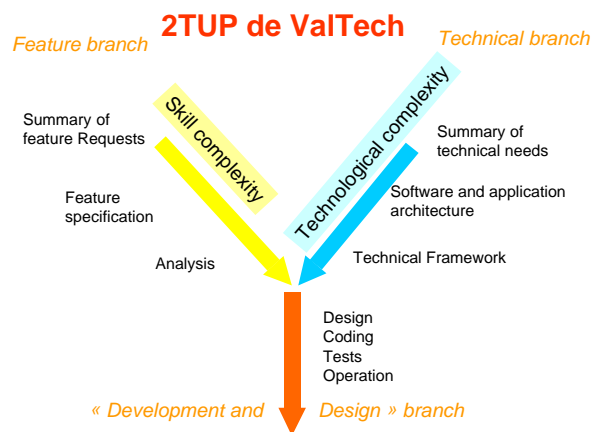 2TUP de ValTech
Feature branch
Technical branch
Skill complexity
Technological complexity
Summary of
feature Requests
Feature
specification
Analysis
Summary of
technical needs
Software and application
architecture
Technical Framework
Design
Coding
Tests
Operation
« Development and Design » branch